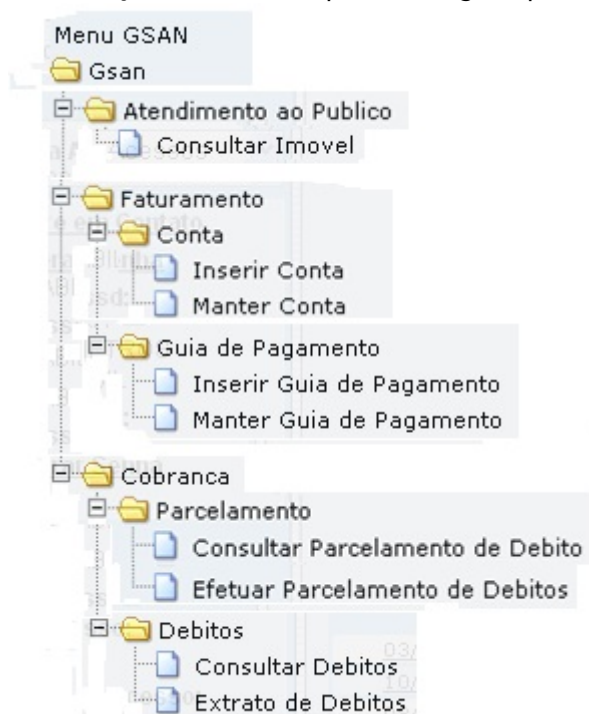 Menu GSAN
Gsan
Atendimento ao Publico
Consultar Imovel
Faturamento
Conta
Inserir Conta
Manter Conta
Guia de Pagamento
Inserir Guia de Pagamento
Manter Guia de Pagamento
Cobranca
Parcelamento
Consultar Parcelamento de Debito
Efetuar Parcelamento de Debitos
Debitos
Consultar Debitos
Extrato de Debitos